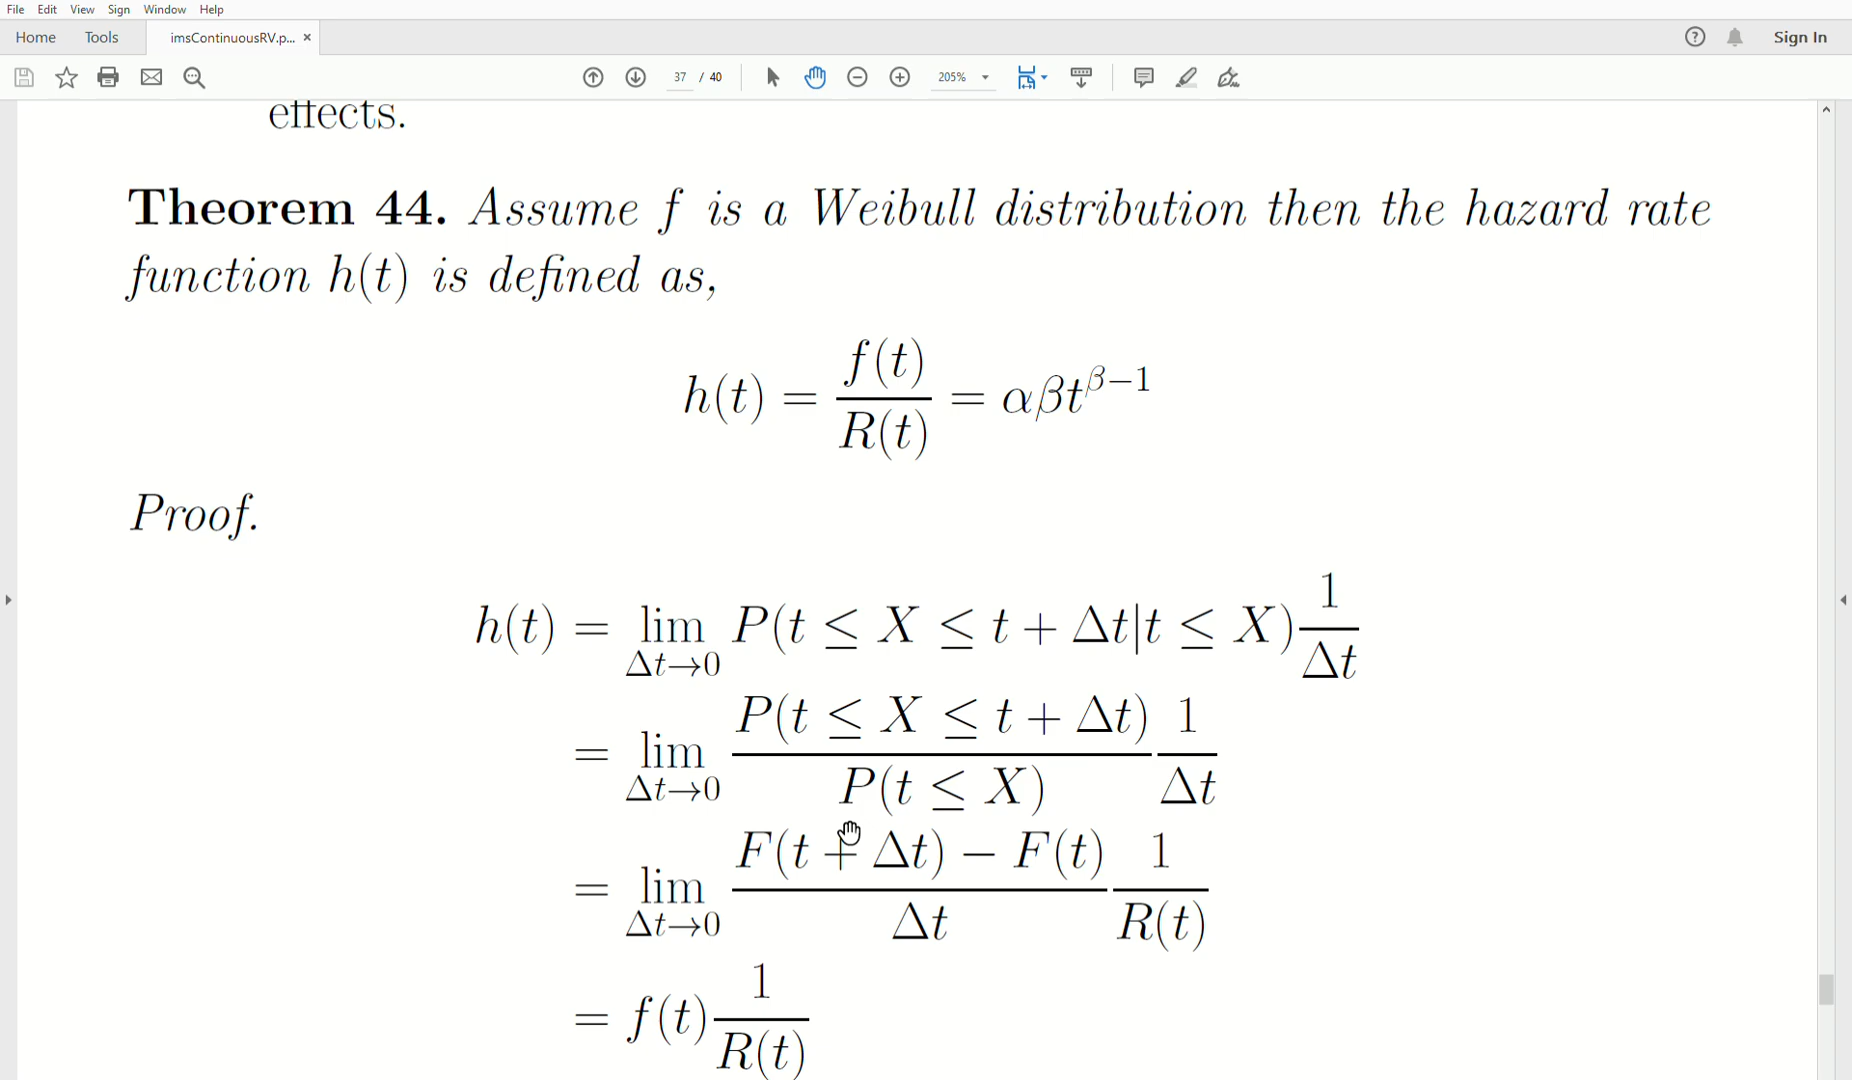 File Edit View Sign Window Help
Home Tools imsContinuousRV.p... × Sign In
37 / 40 205%
effects.
Theorem 44. Assume f is a Weibull distribution then the hazard rate
function h(t) is defined as,
h(t) = f(t)/R(t) = αβt^{β−1}
Proof.
h(t) = lim_{Δt→0} P(t ≤ X ≤ t + Δt|t ≤ X) 1/Δt
= lim_{Δt→0} P(t ≤ X ≤ t + Δt)/P(t ≤ X) 1/Δt
= lim_{Δt→0} F(t + Δt) − F(t)/Δt 1/R(t)
= f(t) 1/R(t)